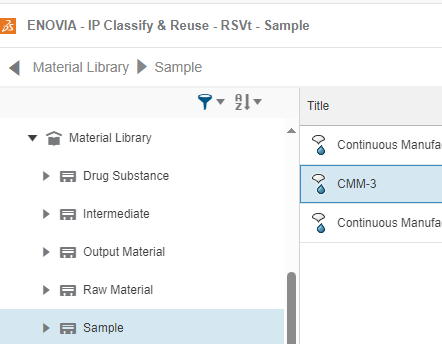 ENOVIA - IP Classify & Reuse - RSVt - Sample
Material Library Sample
Title
Material Library
Continuous Manufa
Drug Substance
CMM-3
Intermediate
Continuous Manufa
Output Material
Raw Material
Sample